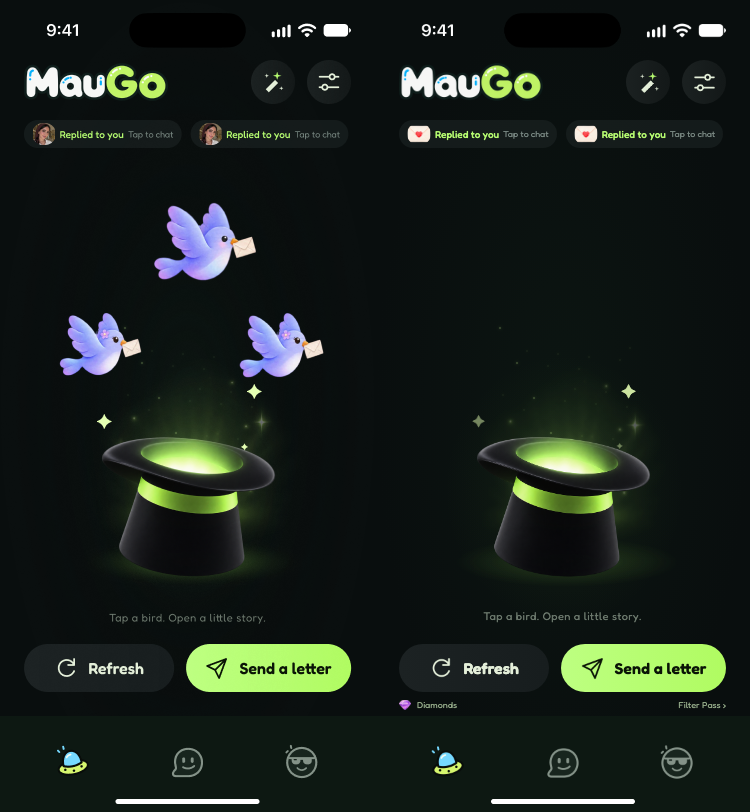 9:41
MauGo
Replied to you Tap to chat
Replied to you Tap to chat
Tap a bird. Open a little story.
Refresh
Send a letter
9:41
MauGo
Replied to you Tap to chat
Replied to you Tap to chat
Tap a bird. Open a little story.
Refresh
Send a letter
Diamonds
Filter Pass ›